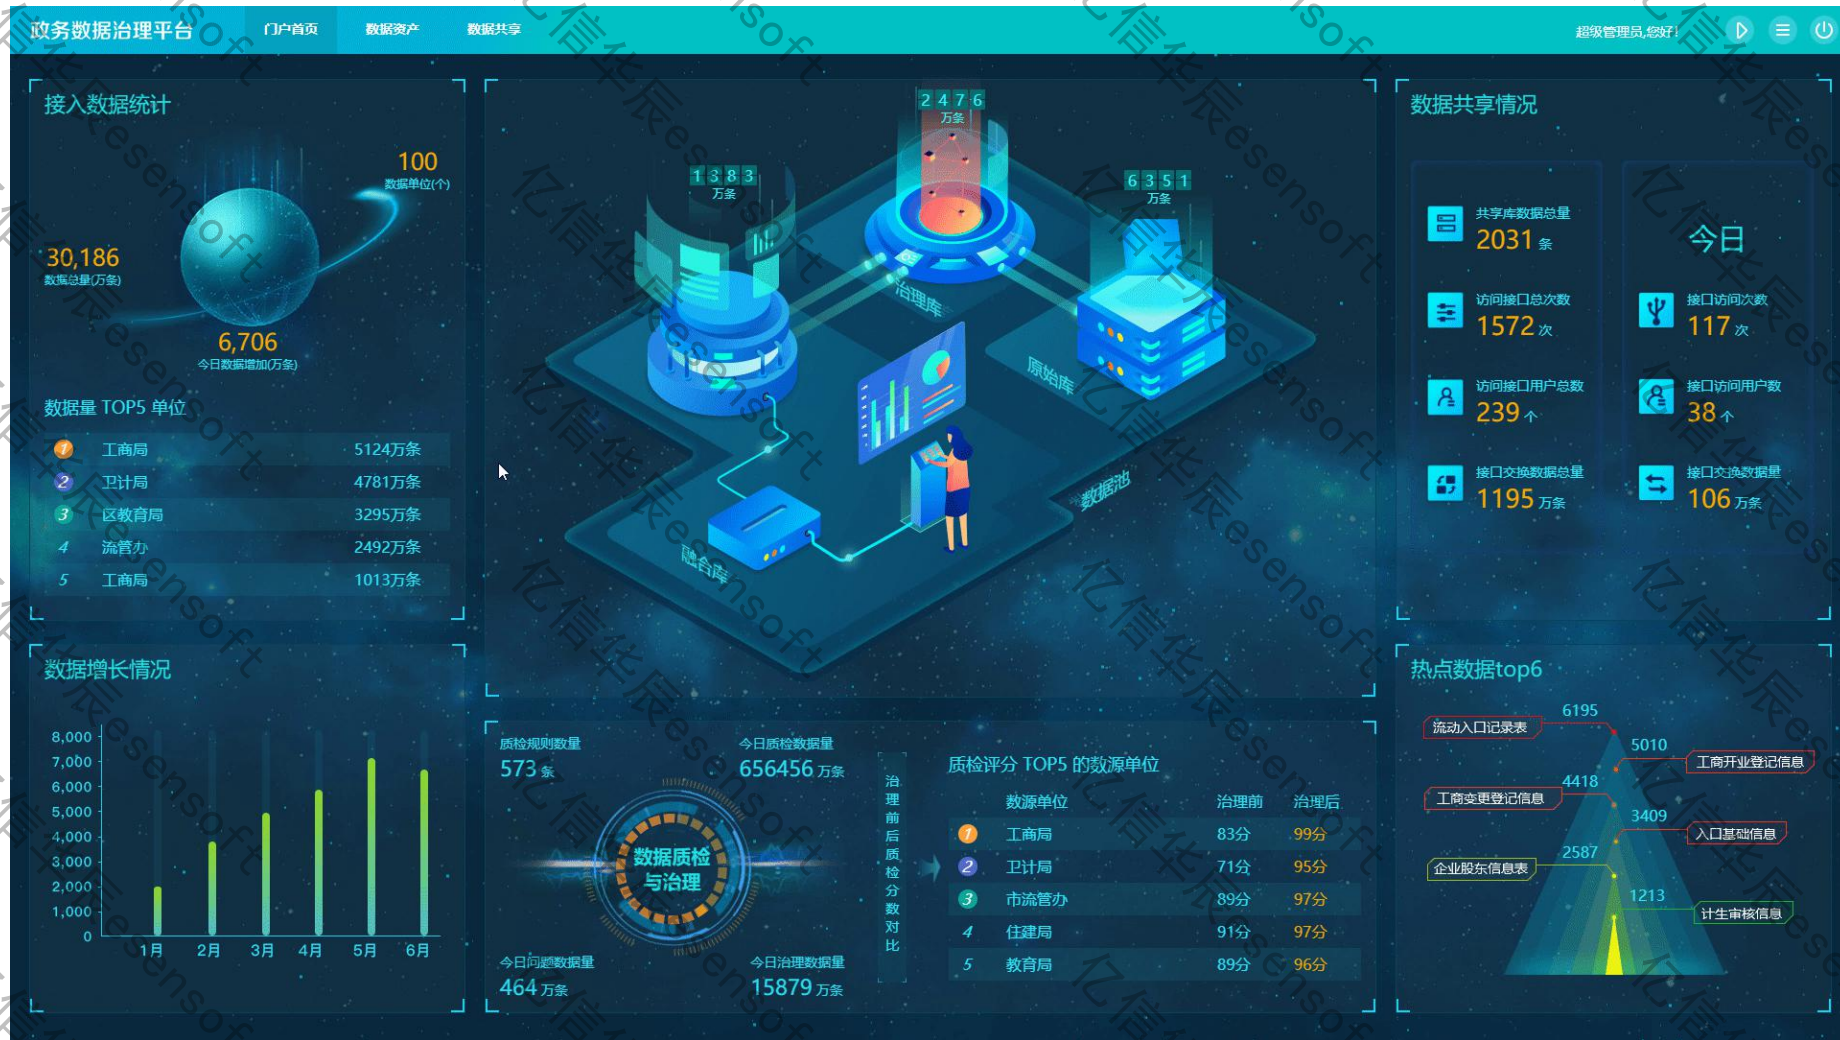 政务数据治理平台
门户首页
数据资产
数据共享
超级管理员,您好!
接入数据统计
100
数据单位(个)
30,186
数据总量(万条)
6,706
今日数据增加(万条)
数据量 TOP5 单位
1 工商局 5124万条
2 卫计局 4781万条
3 区教育局 3295万条
4 流管办 2492万条
5 工商局 1013万条
数据增长情况
8,000
7,000
6,000
5,000
4,000
3,000
2,000
1,000
0
1月 2月 3月 4月 5月 6月
2476
万条
1383
万条
6351
万条
治理库
原始库
数据池
融合库
质检规则数量
573 条
今日质检数据量
656456 万条
数据质检
与治理
今日问题数据量
464 万条
今日治理数据量
15879 万条
治理前后质检分数对比
质检评分 TOP5 的数源单位
数源单位 治理前 治理后
1 工商局 83分 99分
2 卫计局 71分 95分
3 市流管办 89分 97分
4 住建局 91分 97分
5 教育局 89分 96分
数据共享情况
共享库数据总量
2031 条
访问接口总次数
1572 次
访问接口用户总数
239 个
接口交换数据总量
1195 万条
今日
接口访问次数
117 次
接口访问用户数
38 个
接口交换数据量
106 万条
热点数据top6
6195
流动人口记录表
5010
工商开业登记信息
4418
工商变更登记信息
3409
人口基础信息
2587
企业股东信息表
1213
计生审核信息
亿信华辰esensoft